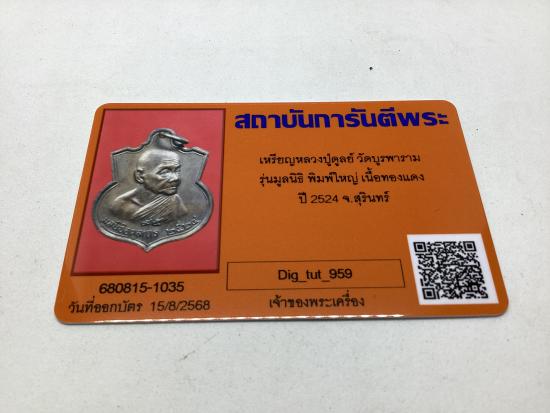 สถาบันการันตีพระ
เหรียญหลวงปู่ดูลย์ วัดบูรพาราม
รุ่นมูลนิธิ พิมพ์ใหญ่ เนื้อทองแดง
ปี 2524 จ.สุรินทร์
Dig_tut_959
เจ้าของพระเครื่อง
680815-1035
วันที่ออกบัตร 15/8/2568